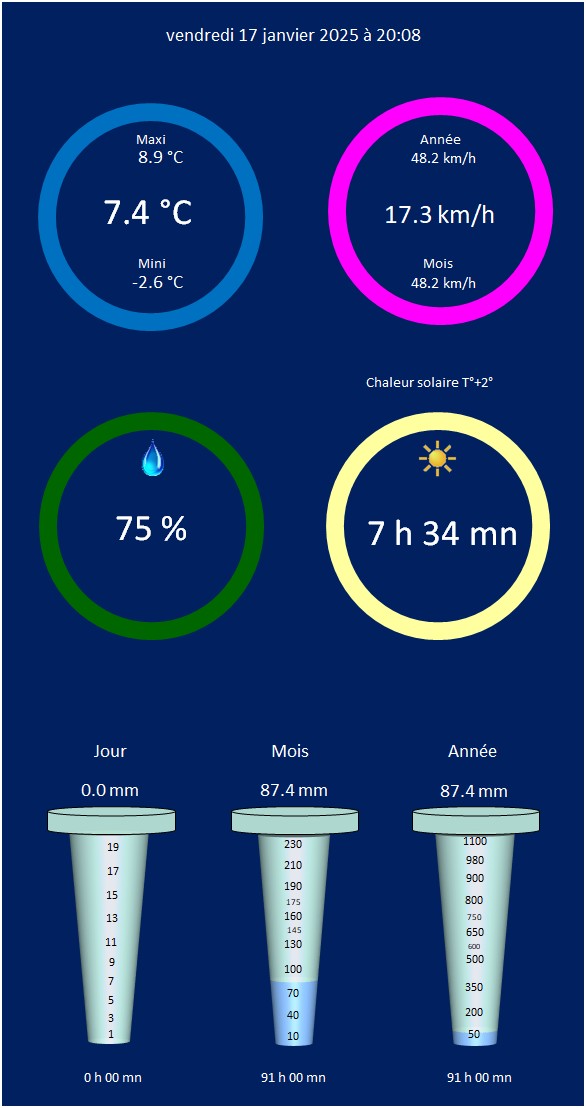 vendredi 17 janvier 2025 à 20:08
Maxi
8.9 °C
7.4 °C
Mini
-2.6 °C
Année
48.2 km/h
17.3 km/h
Mois
48.2 km/h
Chaleur solaire T°+2°
75 %
7 h 34 mn
Jour
0.0 mm
19
17
15
13
11
9
7
5
3
1
0 h 00 mn
Mois
87.4 mm
230
210
190
175
160
145
130
100
70
40
10
91 h 00 mn
Année
87.4 mm
1100
980
900
800
750
650
600
500
350
200
50
91 h 00 mn